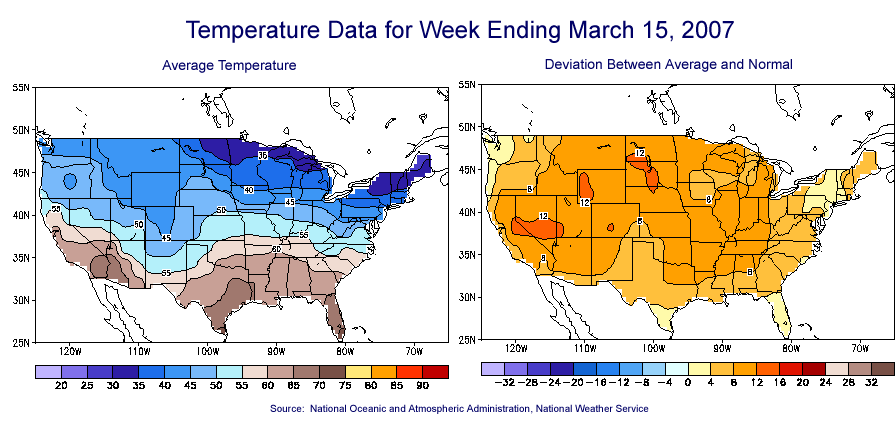 Temperature Data for Week Ending March 15, 2007
Average Temperature
Deviation Between Average and Normal
55N
50N
45N
40N
35N
30N
25N
120W 110W 100W 90W 80W 70W
35
40
45
50
55
50
45
55
55
60
20 25 30 35 40 45 50 55 60 65 70 75 80 85 90
55N
50N
45N
40N
35N
30N
25N
120W 110W 100W 90W 80W 70W
12
8
12
12
8
8
8
8
-32 -28 -24 -20 -16 -12 -8 -4 0 4 8 12 16 20 24 28 32
Source: National Oceanic and Atmospheric Administration, National Weather Service